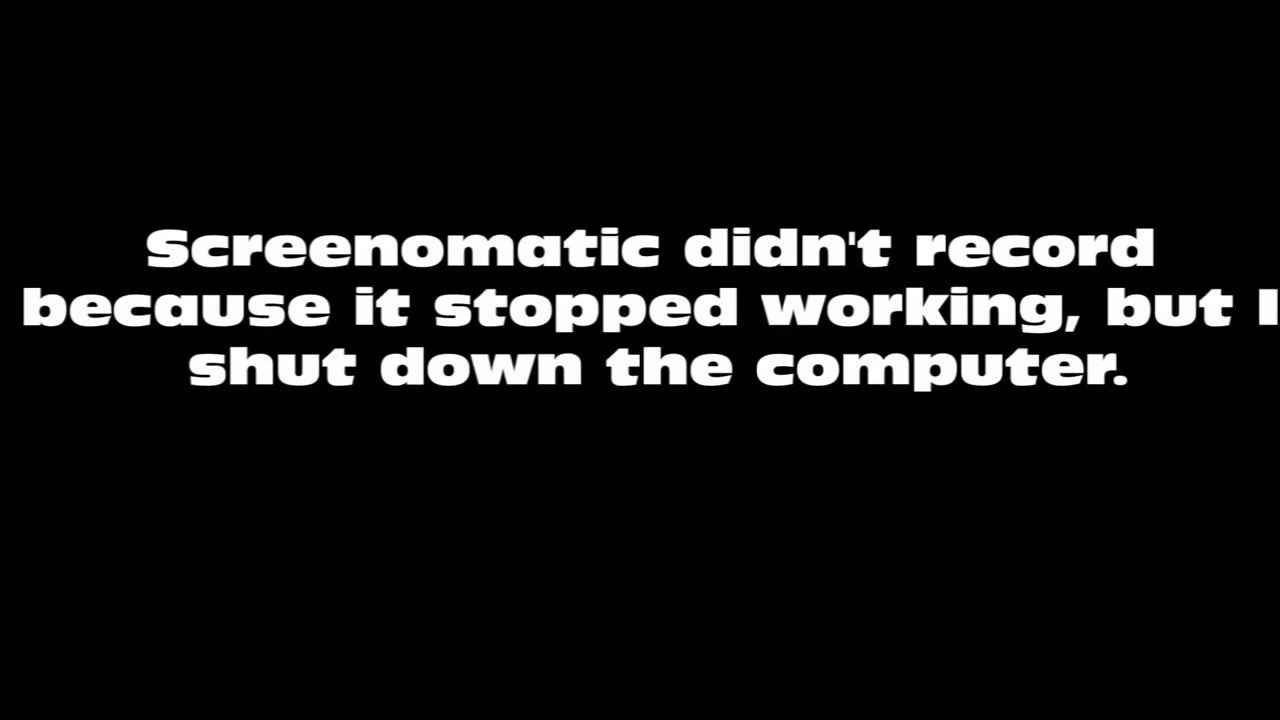 Screenomatic didn't record
because it stopped working, but I
shut down the computer.